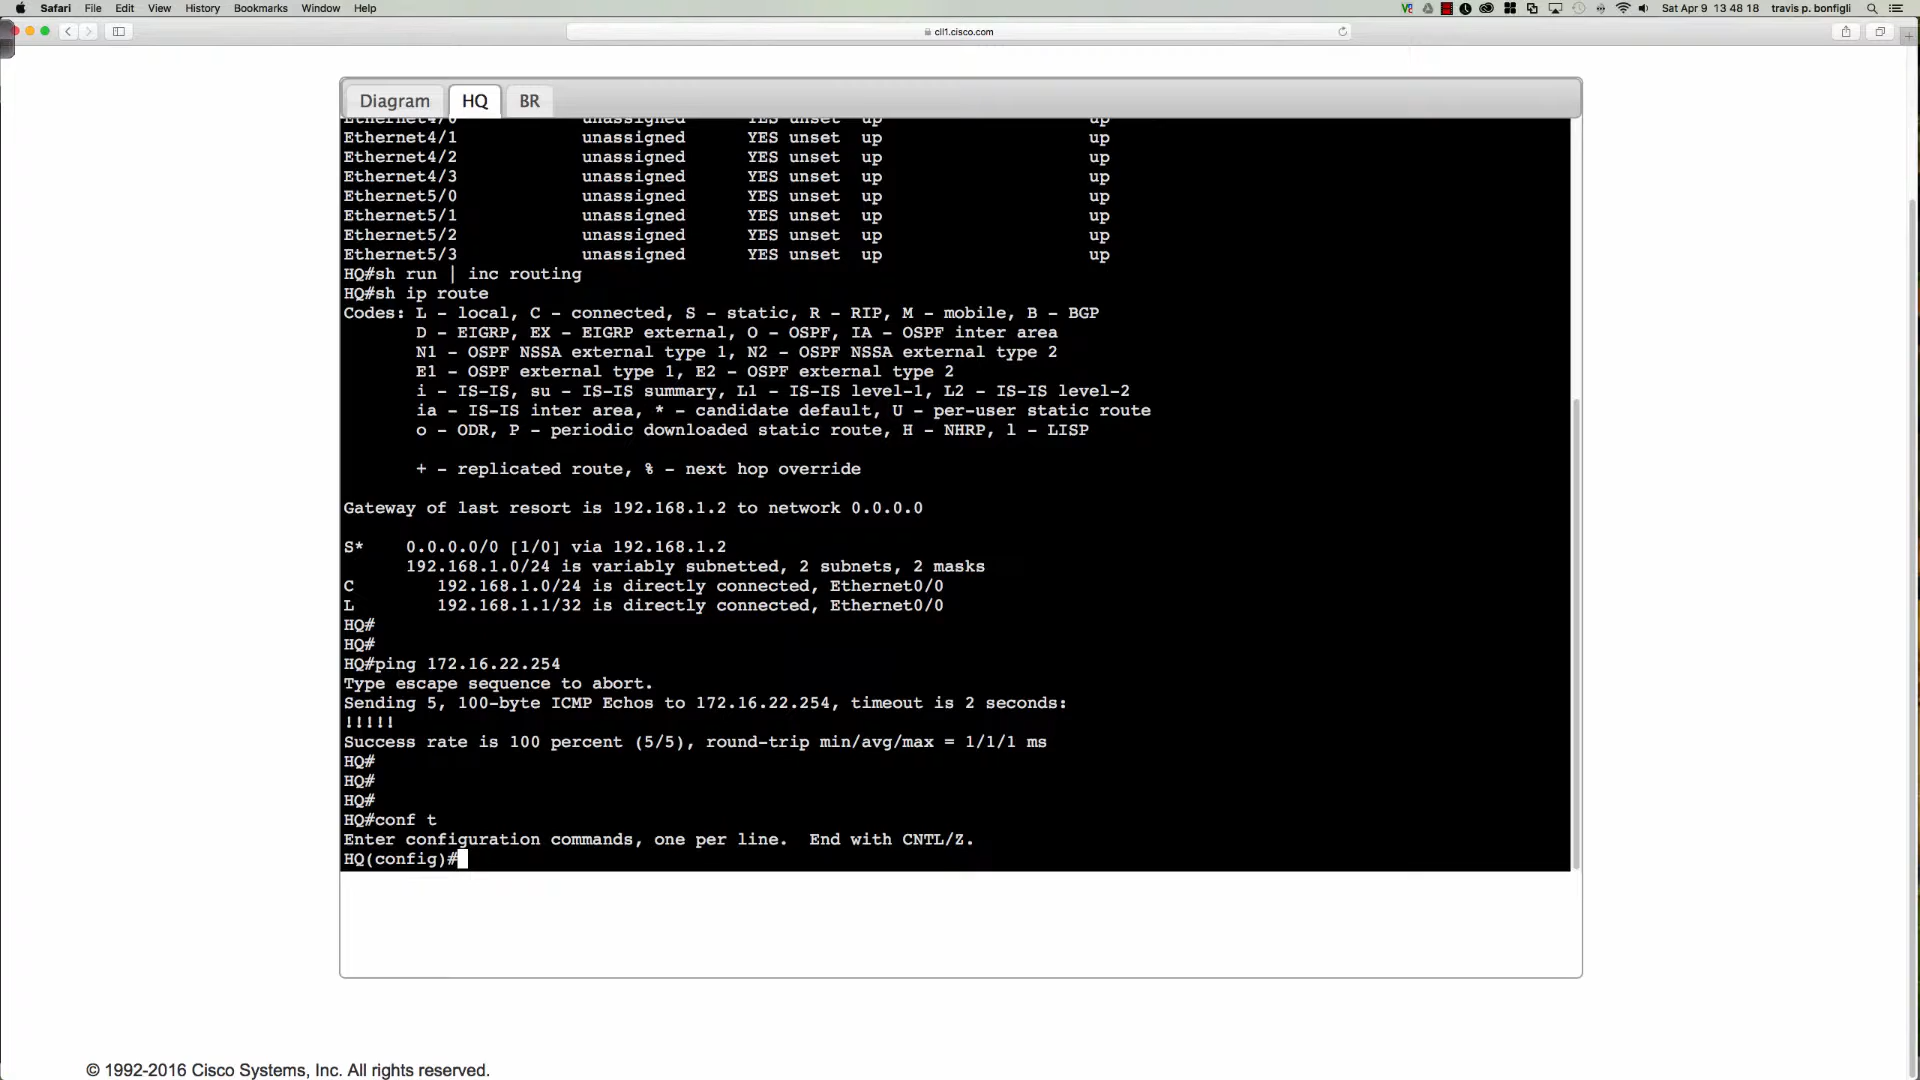 Safari File Edit View History Bookmarks Window Help Sat Apr 9 13 48 18 travis p. bonfigli
cll1.cisco.com
Diagram HQ BR
Ethernet4/0 unassigned YES unset up up
Ethernet4/1 unassigned YES unset up up
Ethernet4/2 unassigned YES unset up up
Ethernet4/3 unassigned YES unset up up
Ethernet5/0 unassigned YES unset up up
Ethernet5/1 unassigned YES unset up up
Ethernet5/2 unassigned YES unset up up
Ethernet5/3 unassigned YES unset up up
HQ#sh run | inc routing
HQ#sh ip route
Codes: L - local, C - connected, S - static, R - RIP, M - mobile, B - BGP
D - EIGRP, EX - EIGRP external, O - OSPF, IA - OSPF inter area
N1 - OSPF NSSA external type 1, N2 - OSPF NSSA external type 2
E1 - OSPF external type 1, E2 - OSPF external type 2
i - IS-IS, su - IS-IS summary, L1 - IS-IS level-1, L2 - IS-IS level-2
ia - IS-IS inter area, * - candidate default, U - per-user static route
o - ODR, P - periodic downloaded static route, H - NHRP, l - LISP
+ - replicated route, % - next hop override
Gateway of last resort is 192.168.1.2 to network 0.0.0.0
S* 0.0.0.0/0 [1/0] via 192.168.1.2
192.168.1.0/24 is variably subnetted, 2 subnets, 2 masks
C 192.168.1.0/24 is directly connected, Ethernet0/0
L 192.168.1.1/32 is directly connected, Ethernet0/0
HQ#
HQ#
HQ#ping 172.16.22.254
Type escape sequence to abort.
Sending 5, 100-byte ICMP Echos to 172.16.22.254, timeout is 2 seconds:
!!!!!
Success rate is 100 percent (5/5), round-trip min/avg/max = 1/1/1 ms
HQ#
HQ#
HQ#
HQ#conf t
Enter configuration commands, one per line. End with CNTL/Z.
HQ(config)#
© 1992-2016 Cisco Systems, Inc. All rights reserved.